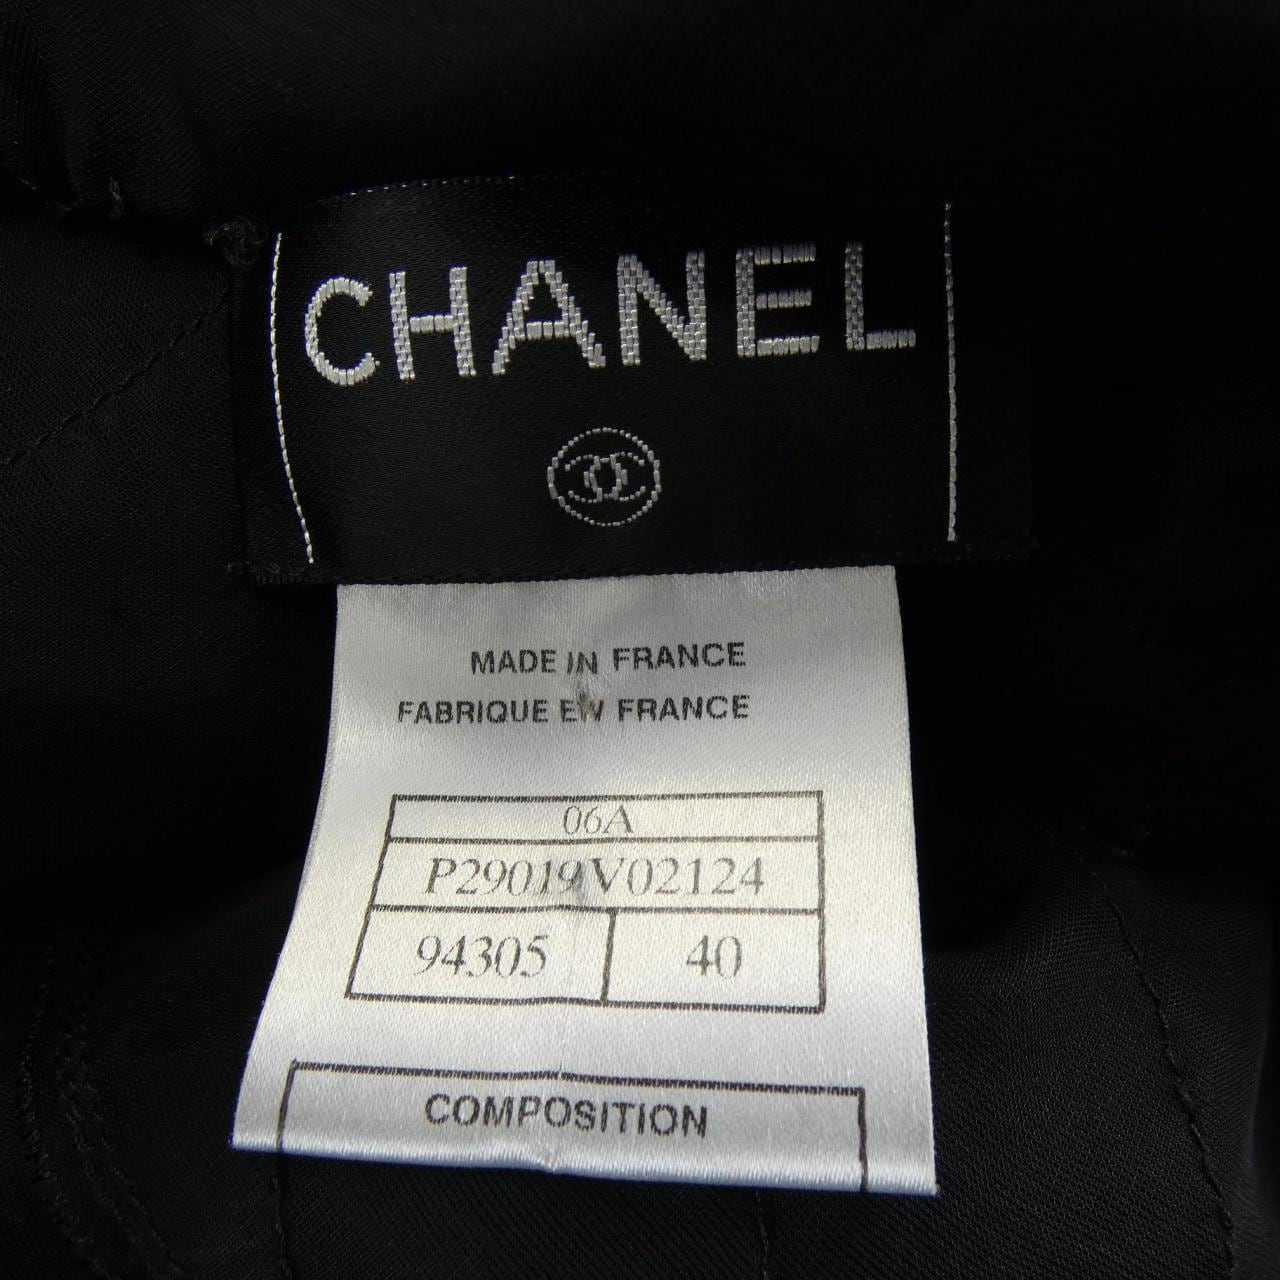 CHANEL
MADE IN FRANCE
FABRIQUE EN FRANCE
06A
P29019V02124
94305 40
COMPOSITION